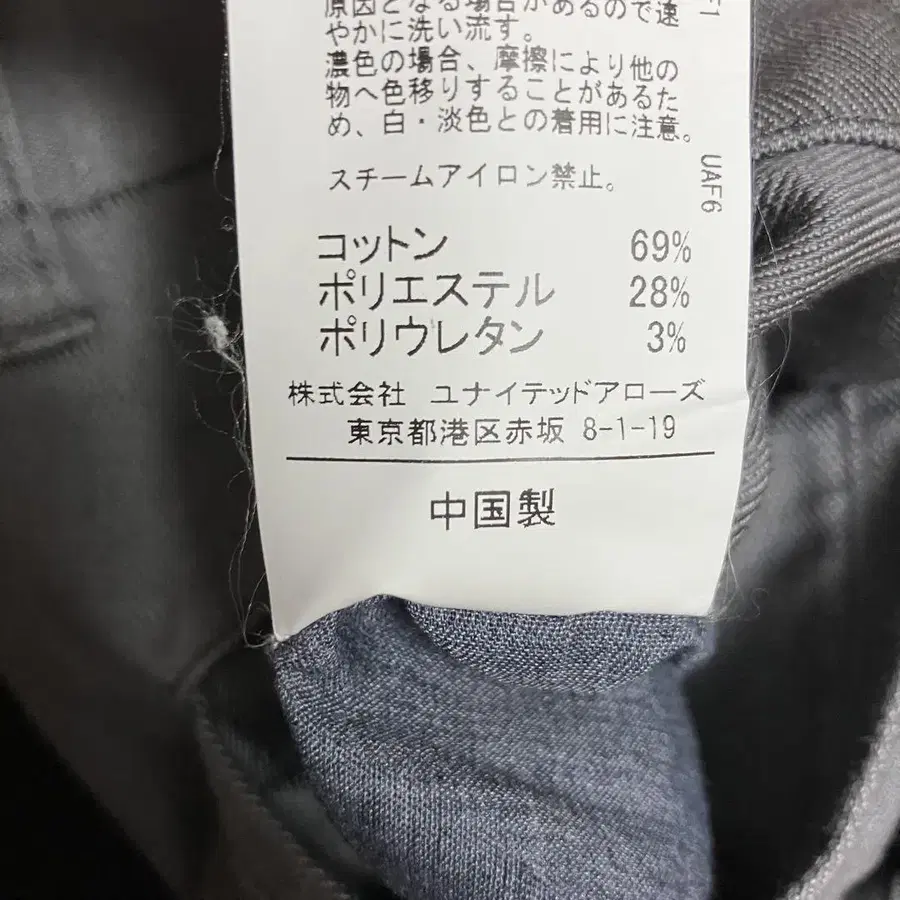 原因となる場合があるので速
やかに洗い流す。
濃色の場合、摩擦により他の
物へ色移りすることがあるた
め、白・淡色との着用に注意。
スチームアイロン禁止。
UAF6
コットン 69%
ポリエステル 28%
ポリウレタン 3%
株式会社 ユナイテッドアローズ
東京都港区赤坂 8-1-19
中国製